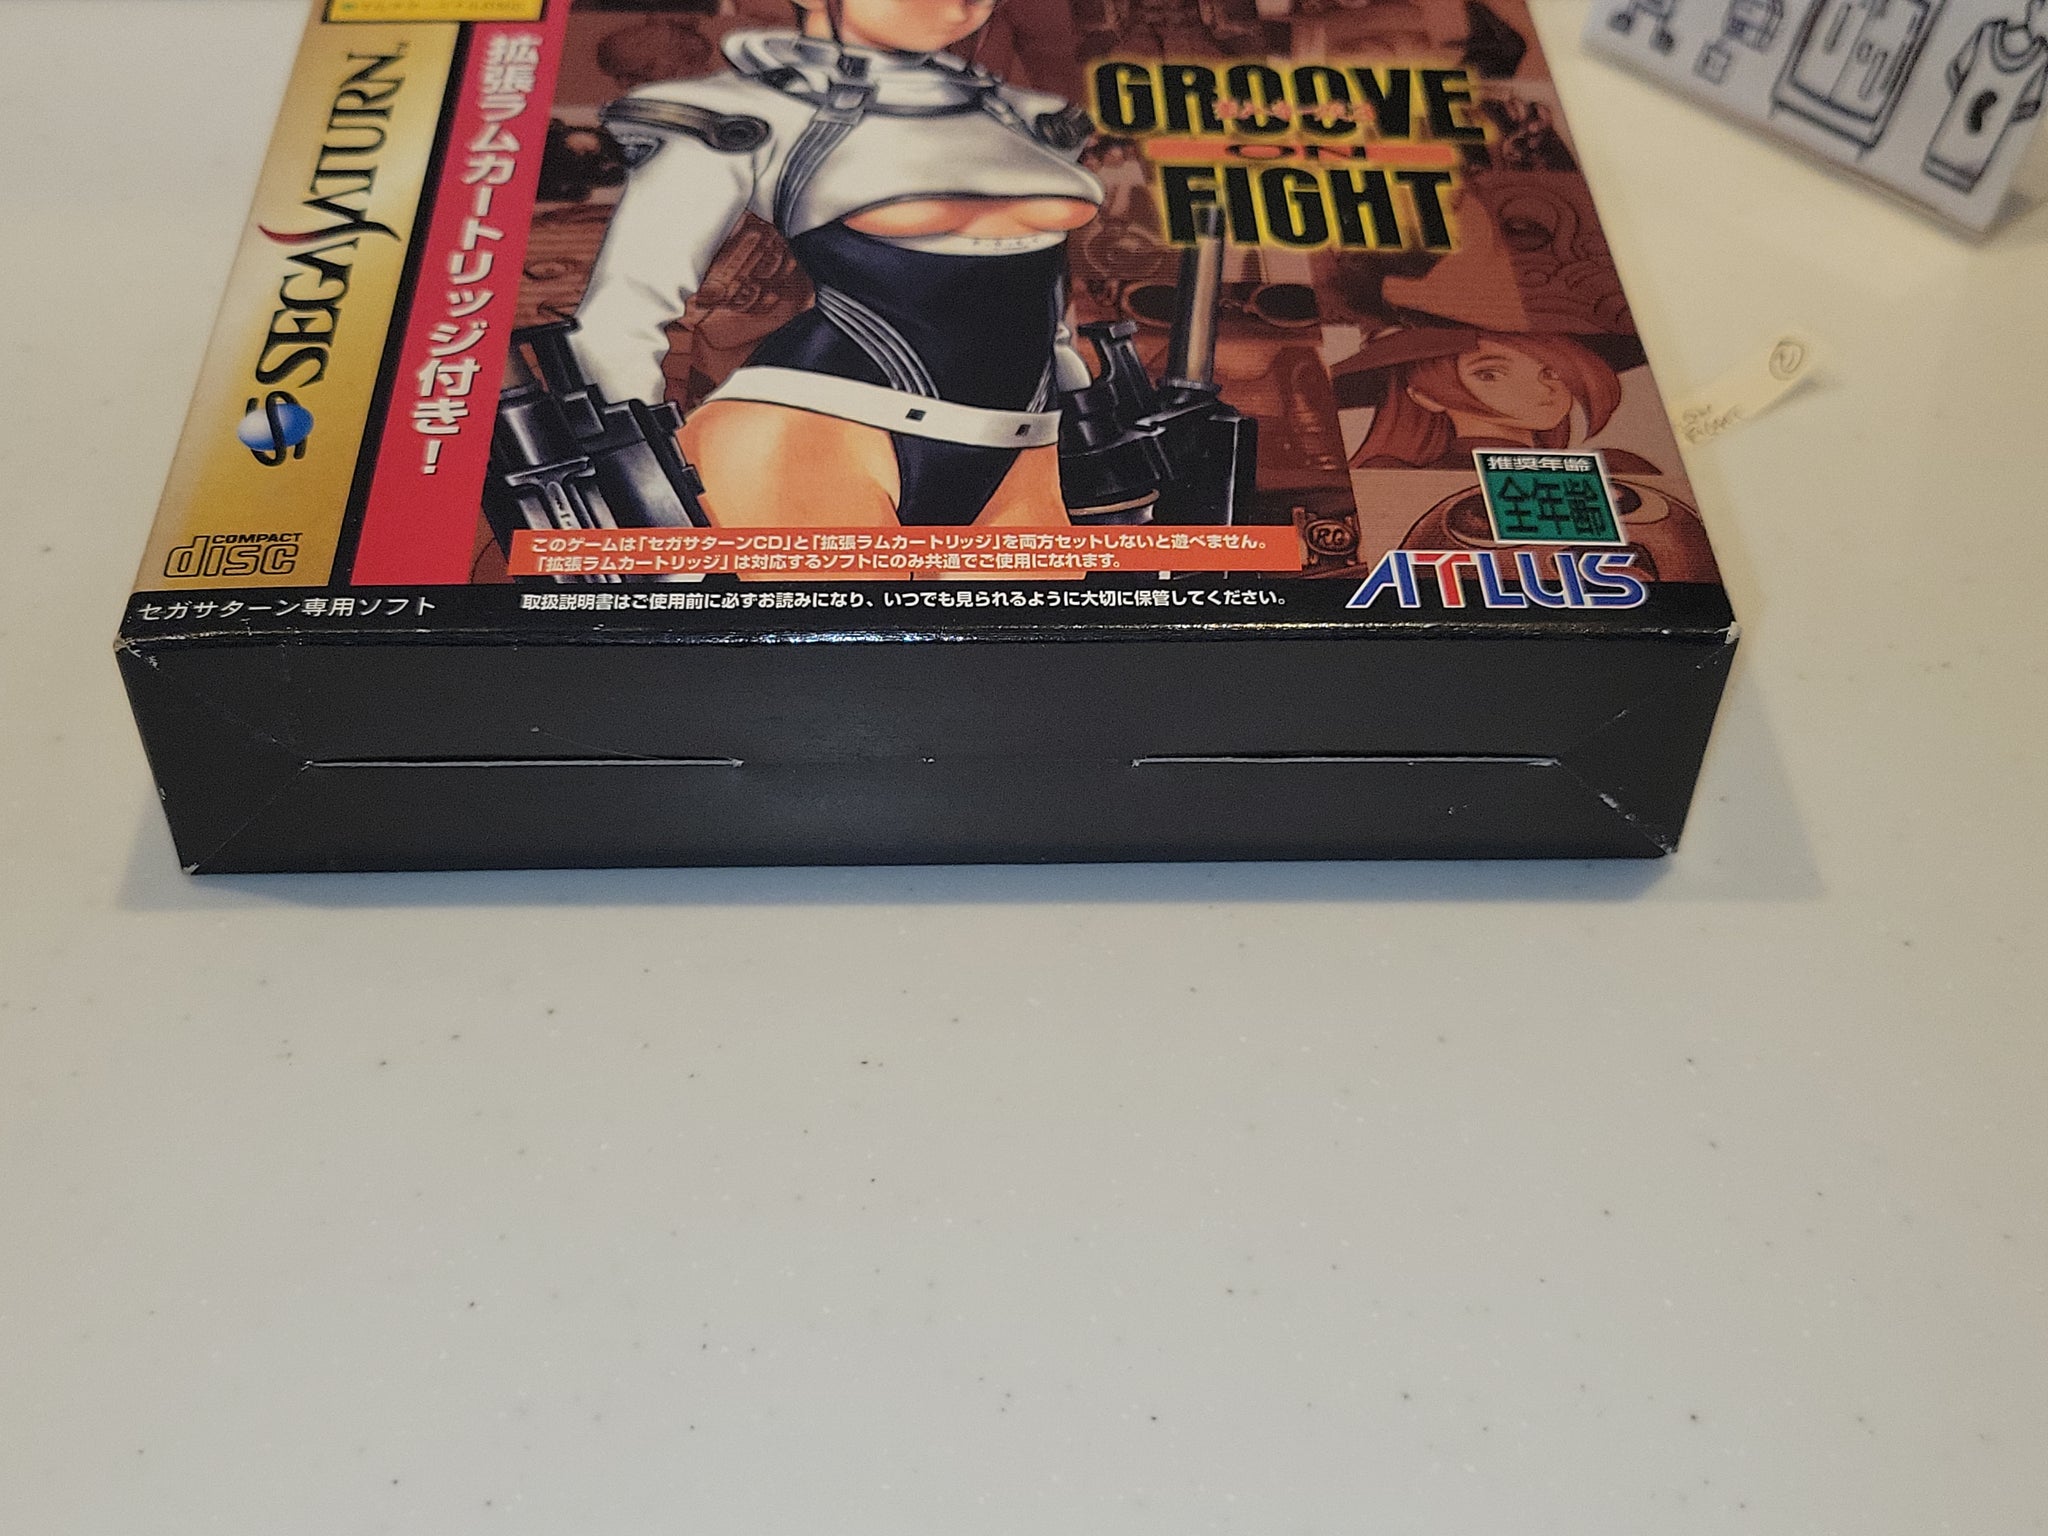 SEGA SATURN
拡張ラムカートリッジ付き!
GROOVE
ON
FIGHT
推奨年齢
全年齢
COMPACT
disc
このゲームは「セガサターンCD」と「拡張ラムカートリッジ」を両方セットしないと遊べません。
「拡張ラムカートリッジ」は対応するソフトにのみ共通でご使用になれます。
ATLUS
セガサターン専用ソフト
取扱説明書はご使用前に必ずお読みになり、いつでも見られるように大切に保管してください。